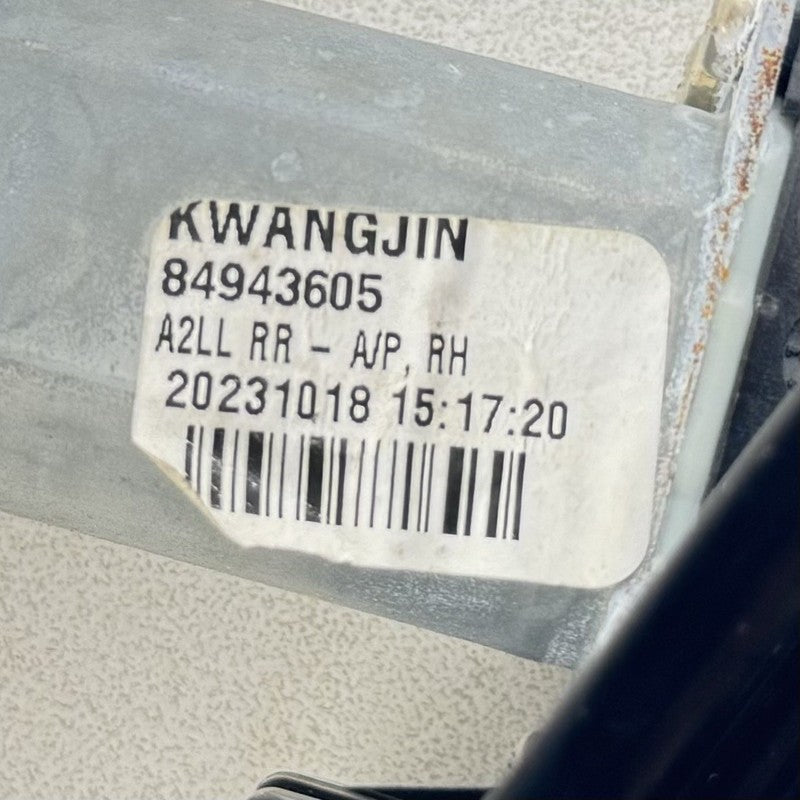 KWANGJIN
84943605
A2LL RR - A/P, RH
20231018 15:17:20